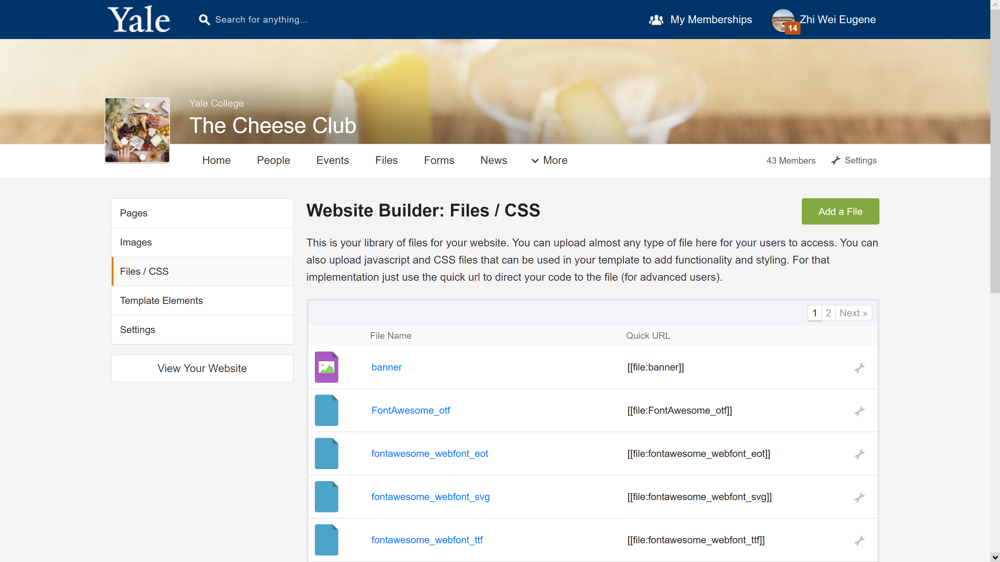 Yale
Search for anything...
My Memberships
14
Zhi Wei Eugene
Yale College
The Cheese Club
Home
People
Events
Files
Forms
News
More
43 Members
Settings
Pages
Images
Files / CSS
Template Elements
Settings
View Your Website
Website Builder: Files / CSS
Add a File
This is your library of files for your website. You can upload almost any type of file here for your users to access. You can
also upload javascript and CSS files that can be used in your template to add functionality and styling. For that
implementation just use the quick url to direct your code to the file (for advanced users).
1 2 Next »
File Name Quick URL
banner [[file:banner]]
FontAwesome_otf [[file:FontAwesome_otf]]
fontawesome_webfont_eot [[file:fontawesome_webfont_eot]]
fontawesome_webfont_svg [[file:fontawesome_webfont_svg]]
fontawesome_webfont_ttf [[file:fontawesome_webfont_ttf]]